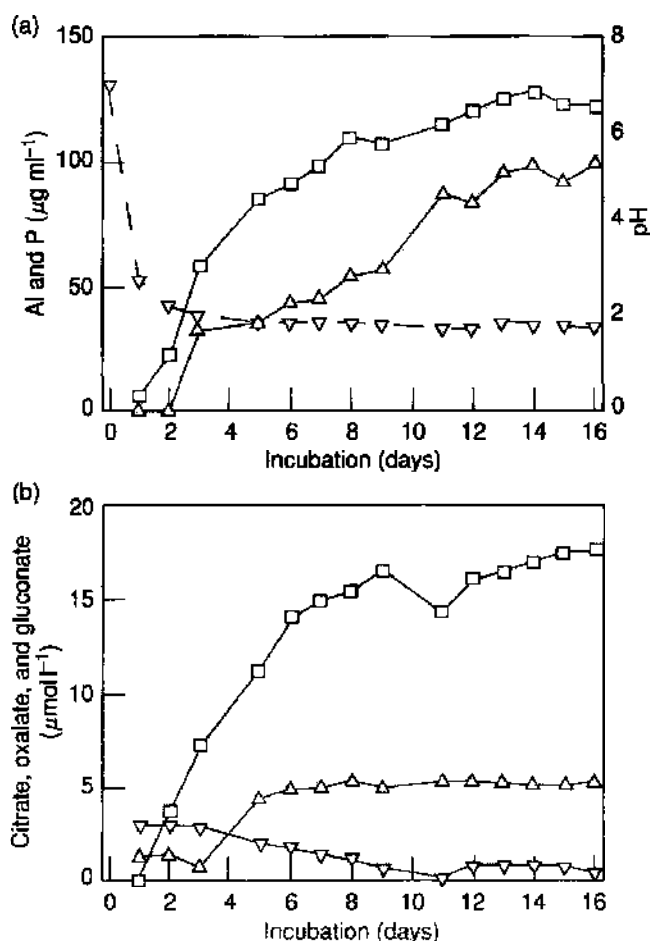 (a)
150
100
50
0
Al and P (μg ml⁻¹)
8
6
4
2
0
pH
0 2 4 6 8 10 12 14 16
Incubation (days)
(b)
20
15
10
5
0
Citrate, oxalate, and gluconate
(μmol l⁻¹)
0 2 4 6 8 10 12 14 16
Incubation (days)